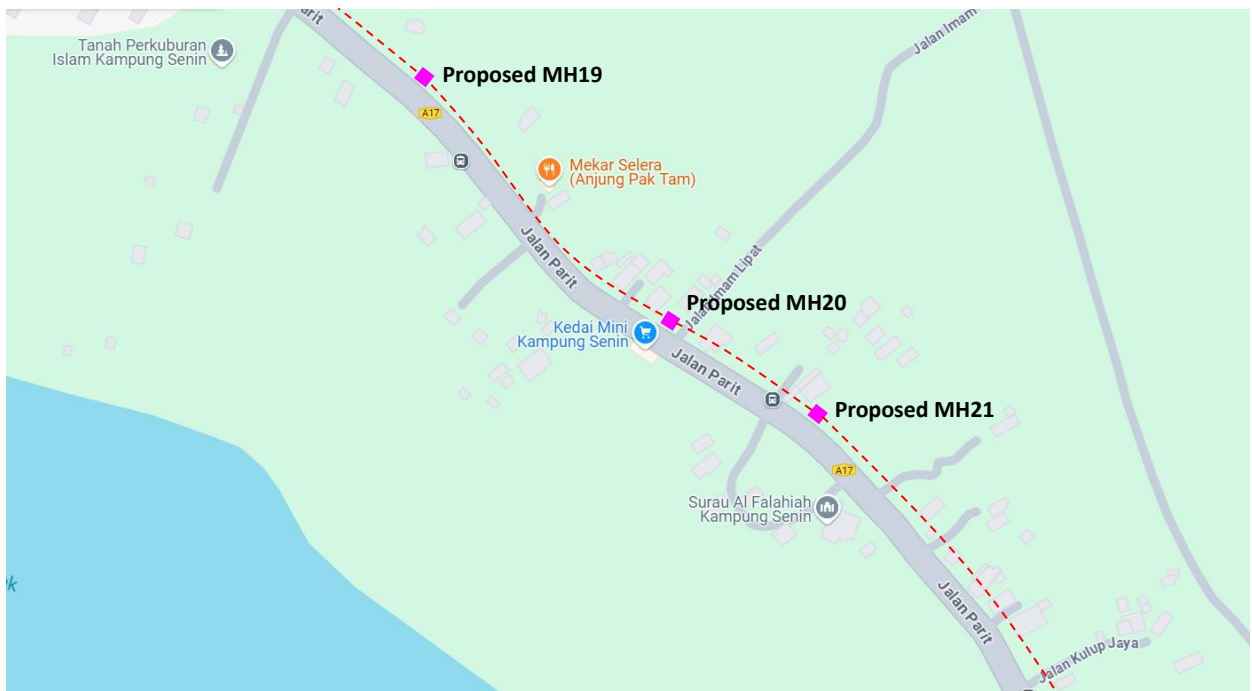 arit
Jalan Imam
Tanah Perkuburan
Islam Kampung Senin
Proposed MH19
A17
Mekar Selera
(Anjung Pak Tam)
Jalan Parit
Jalan Imam Lipat
Proposed MH20
Kedai Mini
Kampung Senin
Jalan Parit
Proposed MH21
A17
Surau Al Falahiah
Kampung Senin
k
Jalan Parit
Jalan Kulup Jaya